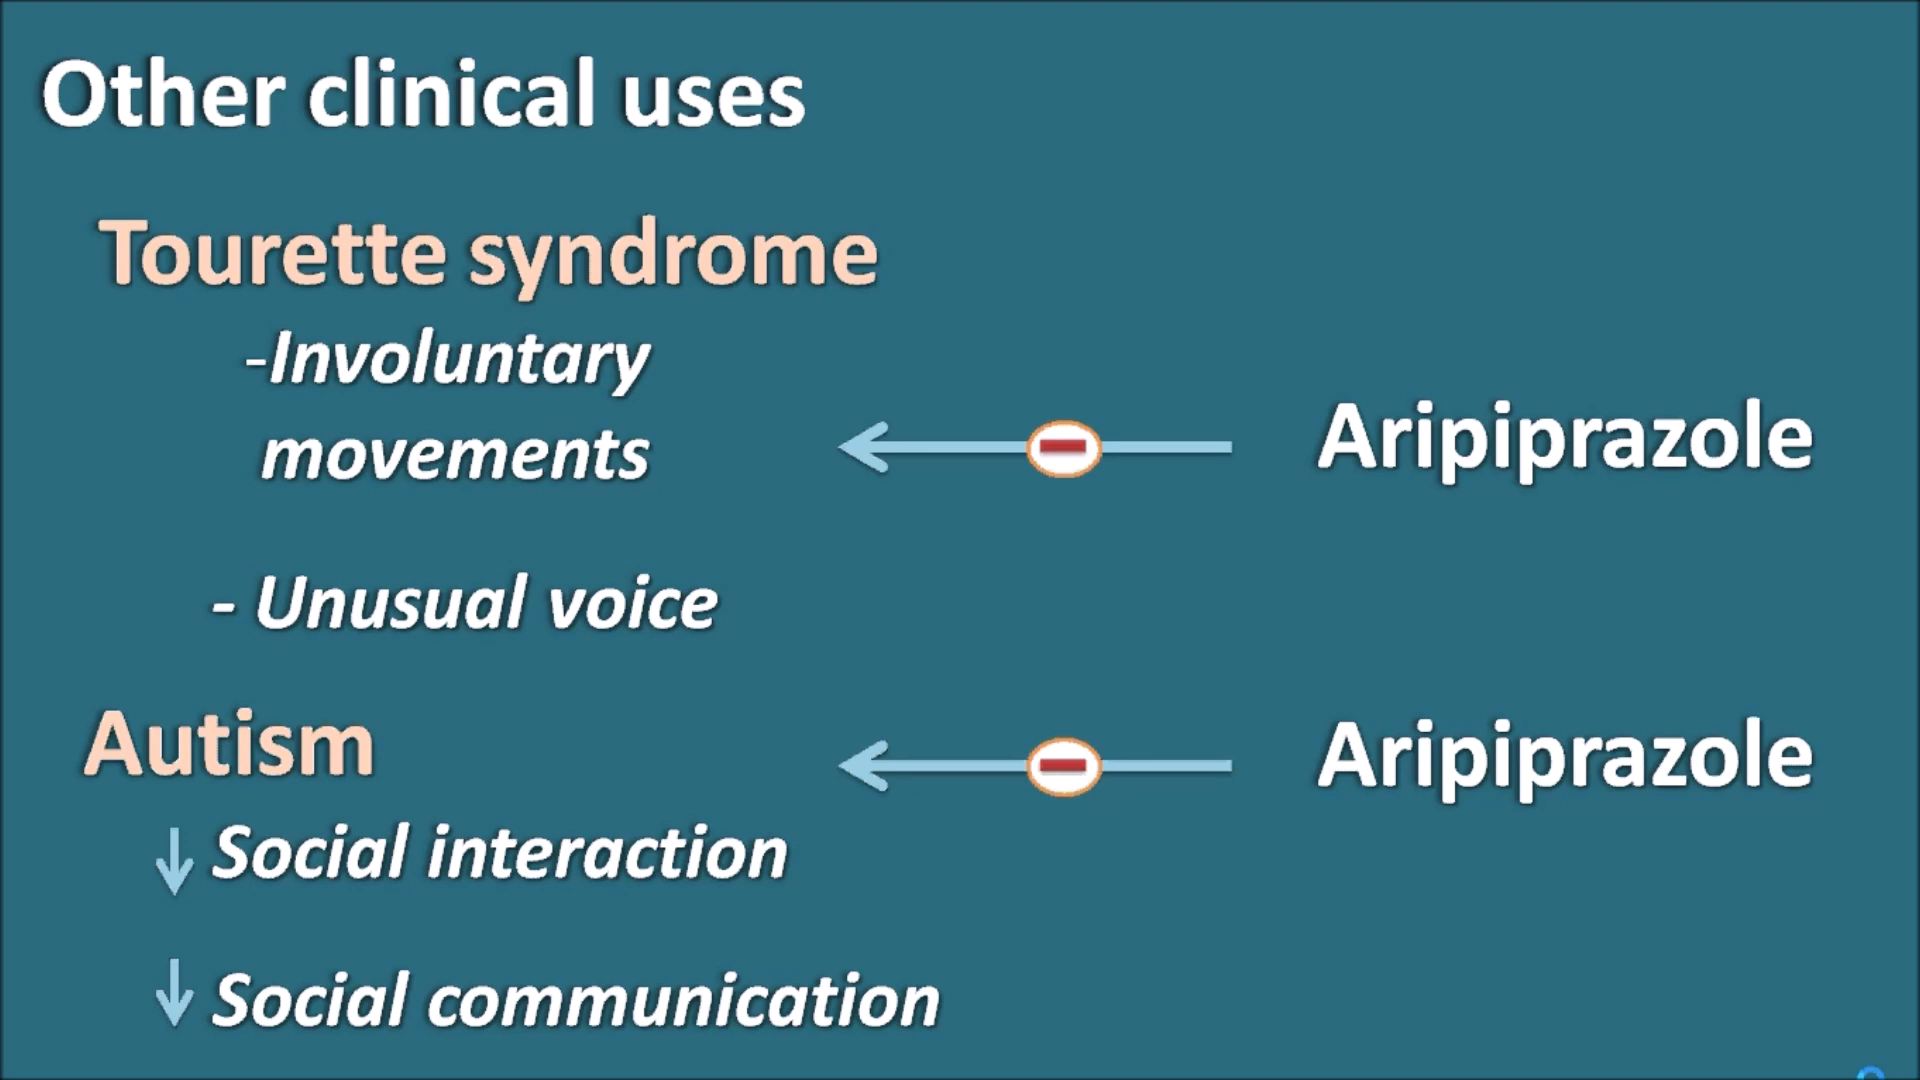 Other clinical uses
Tourette syndrome
-Involuntary
movements
Aripiprazole
- Unusual voice
Autism
Aripiprazole
↓ Social interaction
↓ Social communication